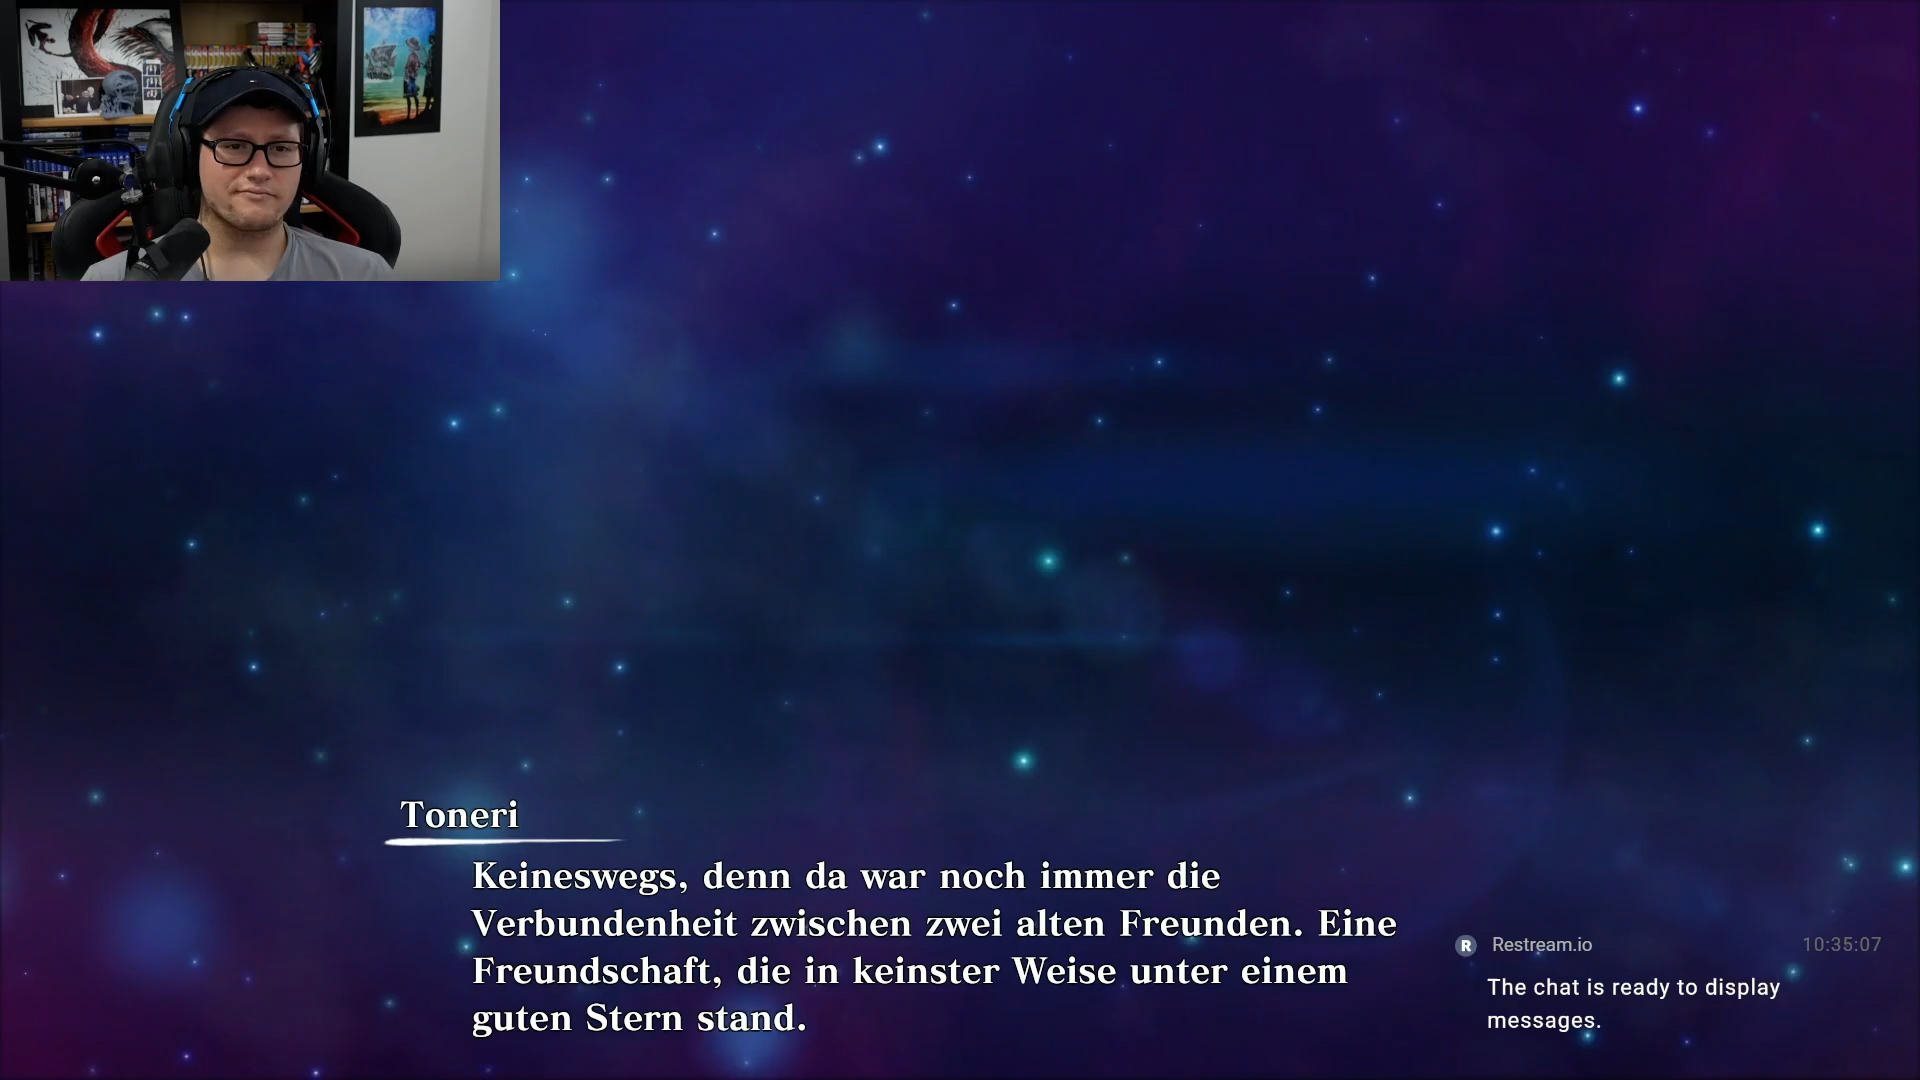 Toneri
Keineswegs, denn da war noch immer die
Verbundenheit zwischen zwei alten Freunden. Eine
Freundschaft, die in keinster Weise unter einem
guten Stern stand.
R Restream.io 10:35:07
The chat is ready to display
messages.